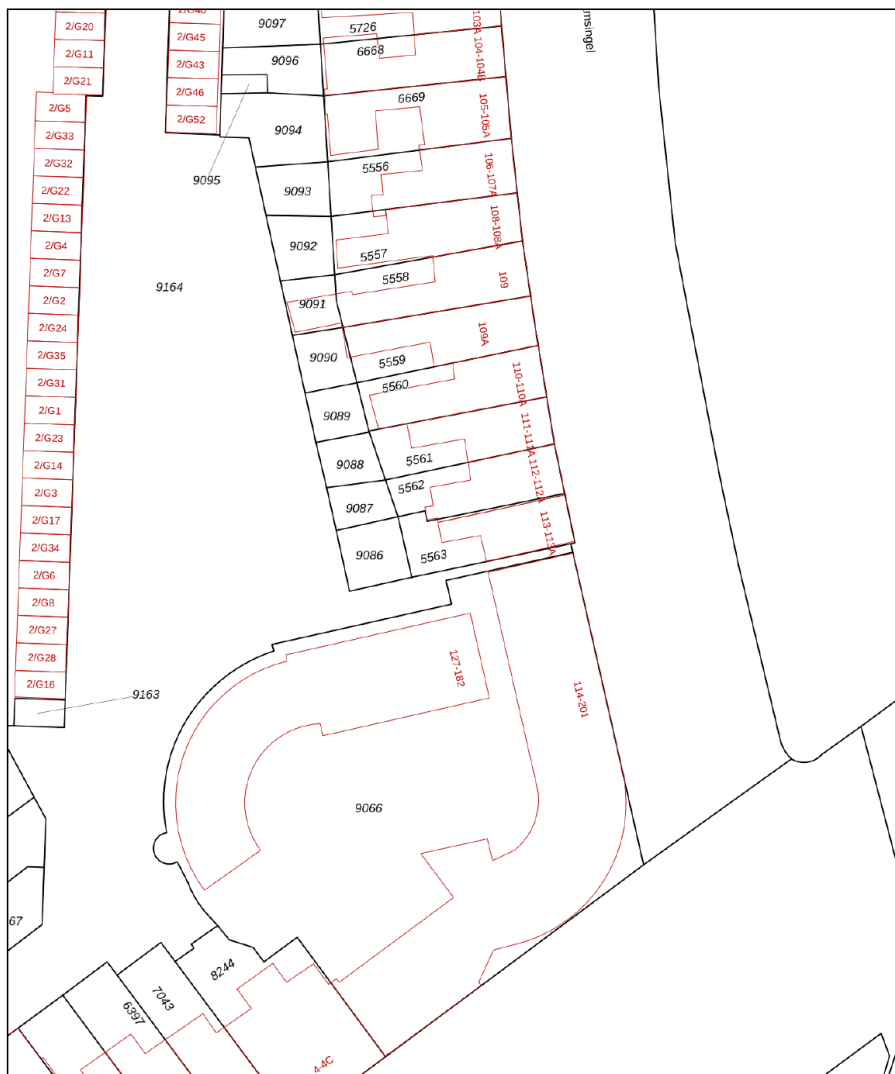 2/G20
2/G11
2/G21
2/G5
2/G33
2/G32
2/G22
2/G13
2/G4
2/G7
2/G2
2/G24
2/G35
2/G31
2/G1
2/G23
2/G14
2/G3
2/G17
2/G34
2/G6
2/G8
2/G27
2/G28
2/G16
9163
67
2/G45
2/G43
2/G46
2/G52
9097
9096
9094
9095
9093
9092
9164
9091
9090
9089
9088
9087
9086
5726
6668
6669
5556
5557
5558
5559
5560
5561
5562
5563
103A
104-104B
105-105A
106-107A
108-108A
109
109A
110-110A
111-111A
112-112A
113-113A
msingel
127-182
114-201
9066
8244
7043
6397
4-4C